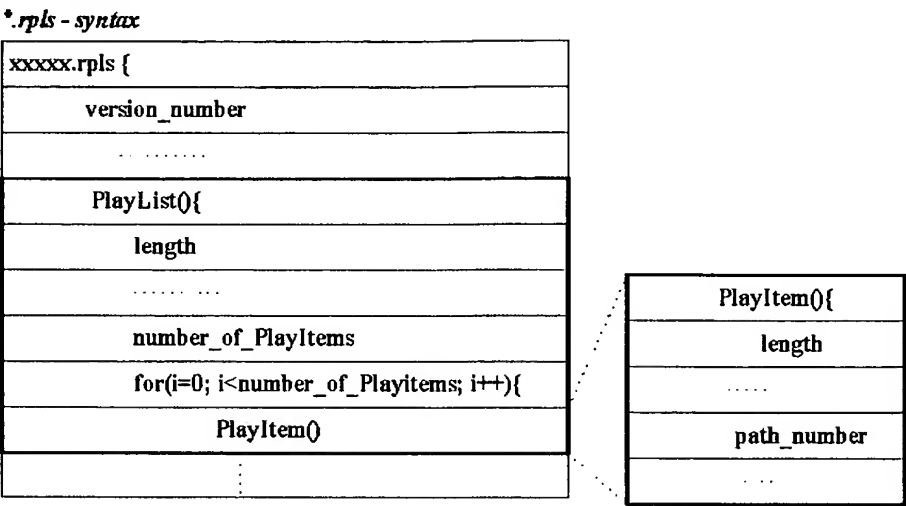 *.rpls - syntax
xxxxx.rpls {
version_number
.. ........
PlayList(){
length
...... ...
number_of_PlayItems
for(i=0; i<number_of_Playitems; i++){
PlayItem()
PlayItem(){
length
.....
path_number
. ...